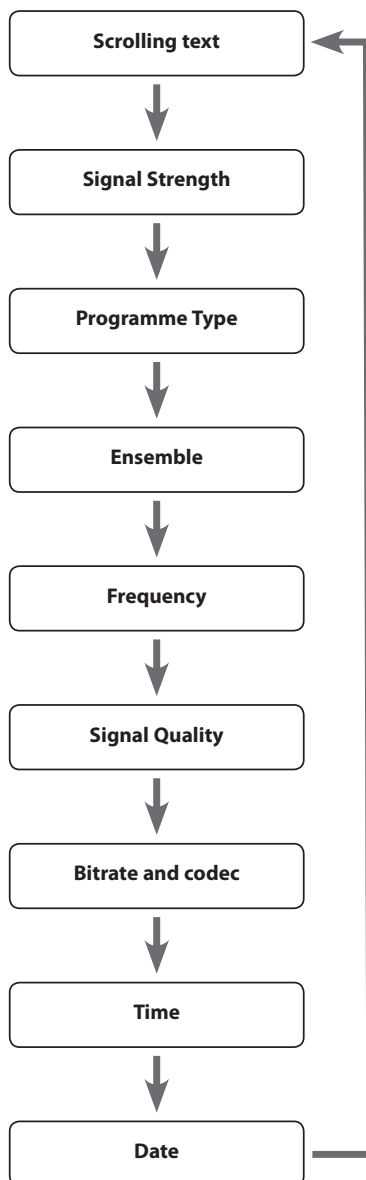 Scrolling text
Signal Strength
Programme Type
Ensemble
Frequency
Signal Quality
Bitrate and codec
Time
Date